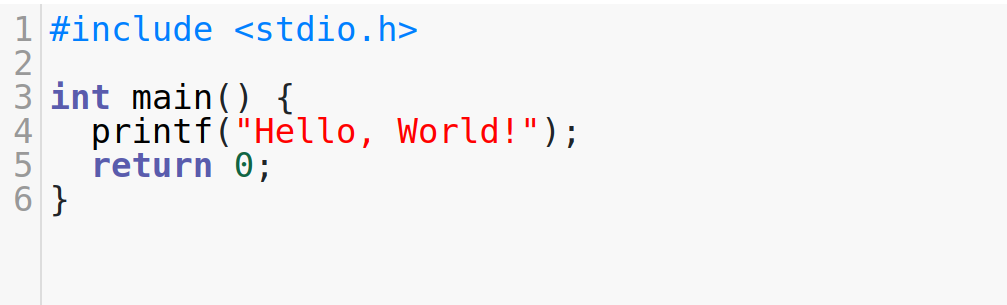 1 #include <stdio.h>
2
3 int main() {
4   printf("Hello, World!");
5   return 0;
6 }